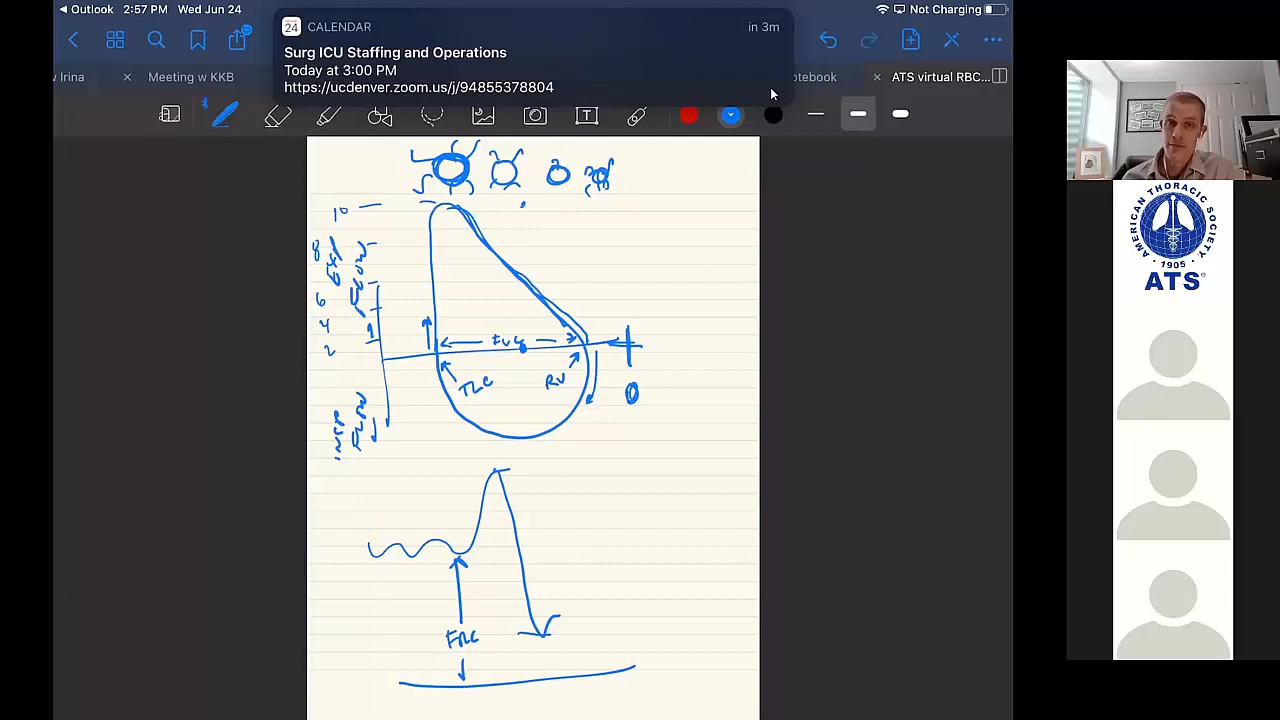 Outlook 2:57 PM Wed Jun 24
Not Charging
24 CALENDAR in 3m
Surg ICU Staffing and Operations
Today at 3:00 PM
https://ucdenver.zoom.us/j/94855378804
w Irina
Meeting w KKB
otebook
ATS virtual RBC...
T
10
8
6
4
2
FVC
TLC
RV
0
FRC
AMERICAN THORACIC SOCIETY
1905
ATS